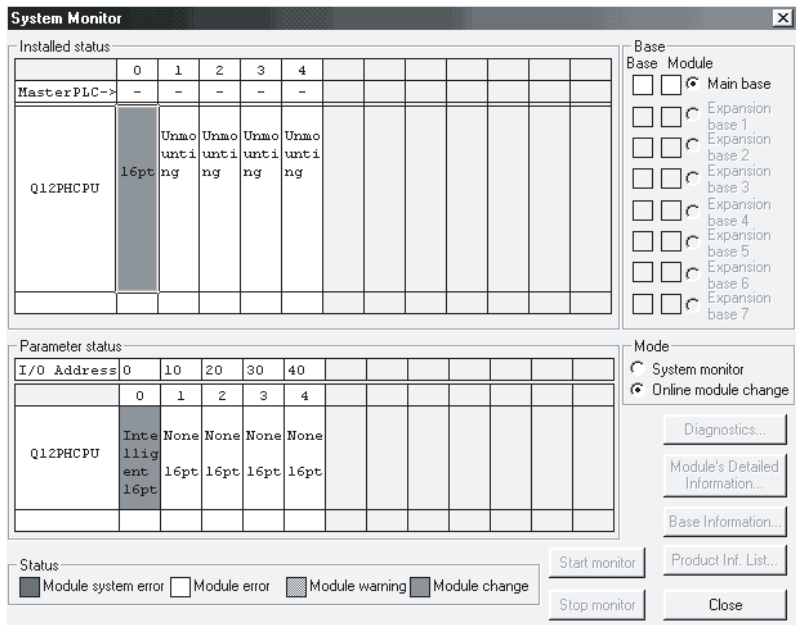 System Monitor
Installed status
0 1 2 3 4
MasterPLC-> - - - - -
Q12PHCPU
16pt
Unmo
unti
ng
Unmo
unti
ng
Unmo
unti
ng
Unmo
unti
ng
Base
Base Module
Main base
Expansion
base 1
Expansion
base 2
Expansion
base 3
Expansion
base 4
Expansion
base 5
Expansion
base 6
Expansion
base 7
Parameter status
I/O Address 0 10 20 30 40
0 1 2 3 4
Q12PHCPU
Inte
llig
ent
16pt
None
16pt
None
16pt
None
16pt
None
16pt
Mode
System monitor
Online module change
Diagnostics...
Module's Detailed
Information...
Base Information...
Product Inf. List...
Status
Module system error Module error Module warning Module change
Start monitor
Stop monitor
Close